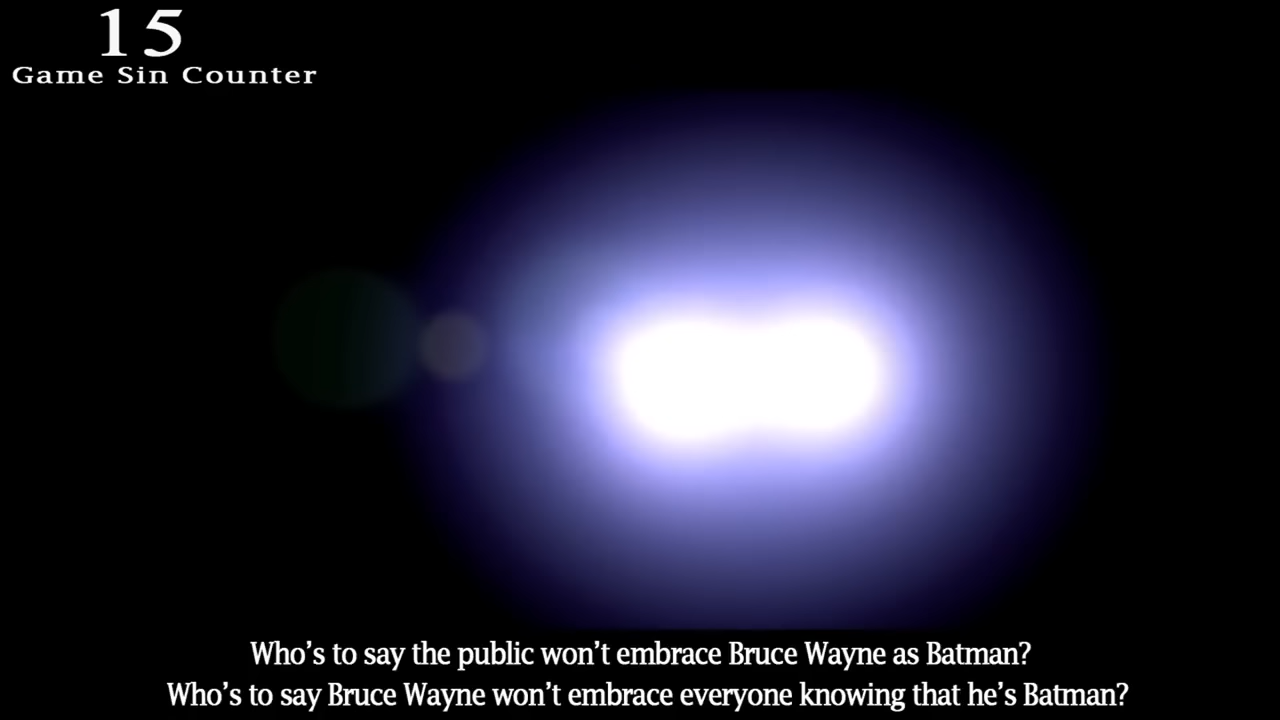 15
Game Sin Counter
Who's to say the public won't embrace Bruce Wayne as Batman?
Who's to say Bruce Wayne won't embrace everyone knowing that he's Batman?